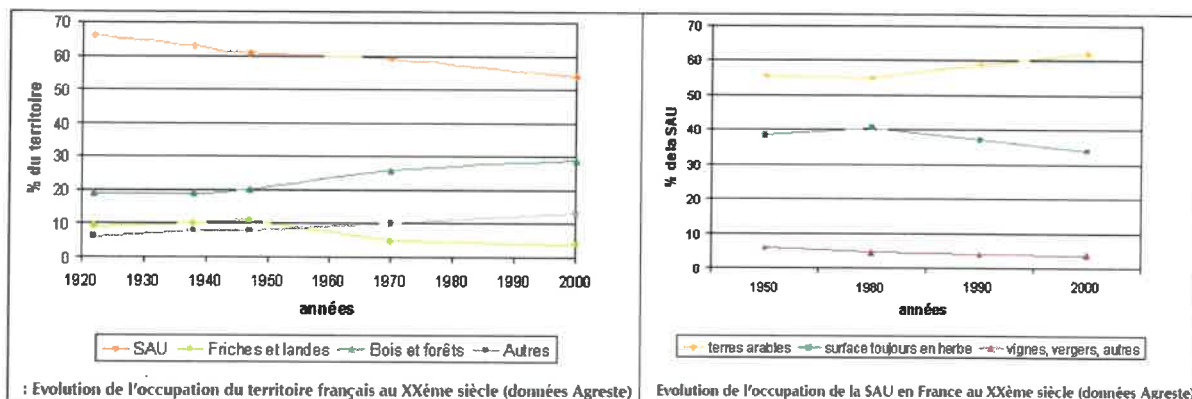 70
60
50
40
30
20
10
0
% du territoire
1920 1930 1940 1950 1960 1970 1980 1990 2000
années
SAU Friches et landes Bois et forêts Autres
: Evolution de l'occupation du territoire français au XXème siècle (données Agreste)
70
60
50
40
30
20
10
0
% de la SAU
1950 1980 1990 2000
années
terres arables surface toujours en herbe vignes, vergers, autres
Evolution de l'occupation de la SAU en France au XXème siècle (données Agreste)